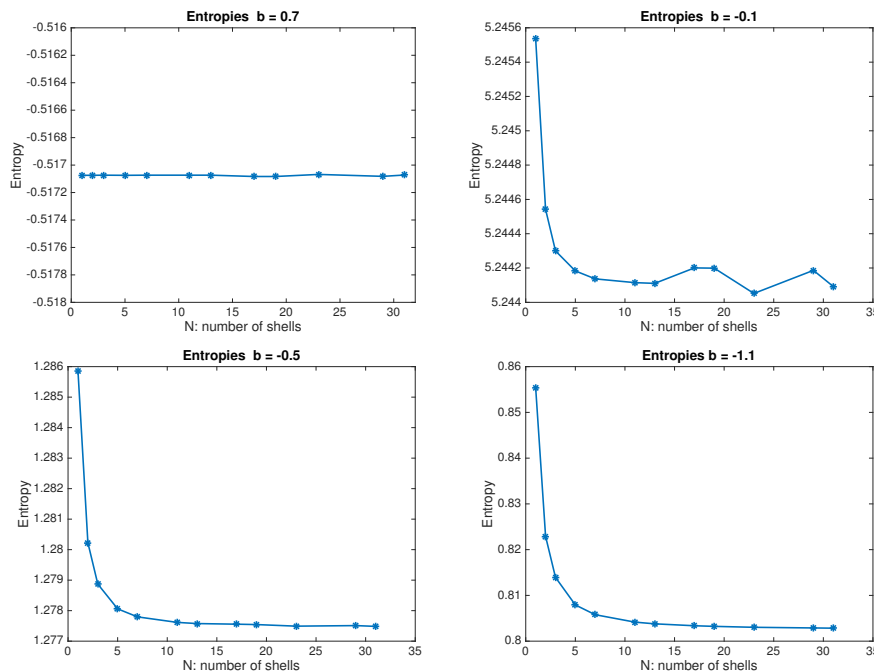 Entropies b = 0.7
-0.516
-0.5162
-0.5164
-0.5166
-0.5168
-0.517
-0.5172
-0.5174
-0.5176
-0.5178
-0.518
Entropy
0 5 10 15 20 25 30
N: number of shells
Entropies b = -0.1
5.2456
5.2454
5.2452
5.245
5.2448
5.2446
5.2444
5.2442
5.244
Entropy
0 5 10 15 20 25 30 35
N: number of shells
Entropies b = -0.5
1.286
1.285
1.284
1.283
1.282
1.281
1.28
1.279
1.278
1.277
Entropy
0 5 10 15 20 25 30 35
N: number of shells
Entropies b = -1.1
0.86
0.85
0.84
0.83
0.82
0.81
0.8
Entropy
0 5 10 15 20 25 30 35
N: number of shells